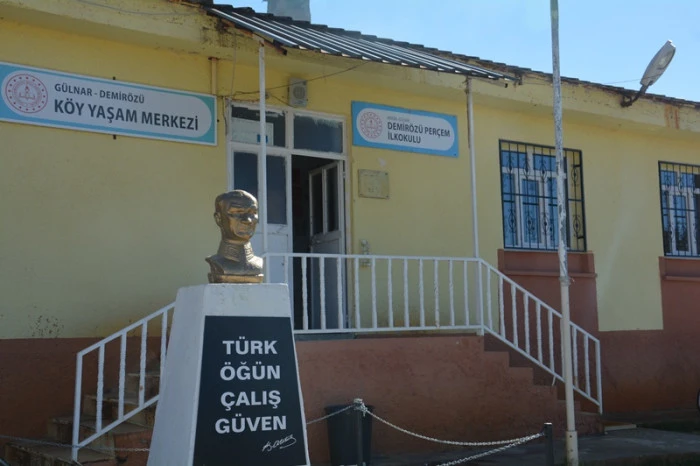 GÜLNAR - DEMİRÖZÜ
KÖY YAŞAM MERKEZİ
DEMİRÖZÜ PERÇEM
İLKOKULU
TÜRK
ÖĞÜN
ÇALIŞ
GÜVEN